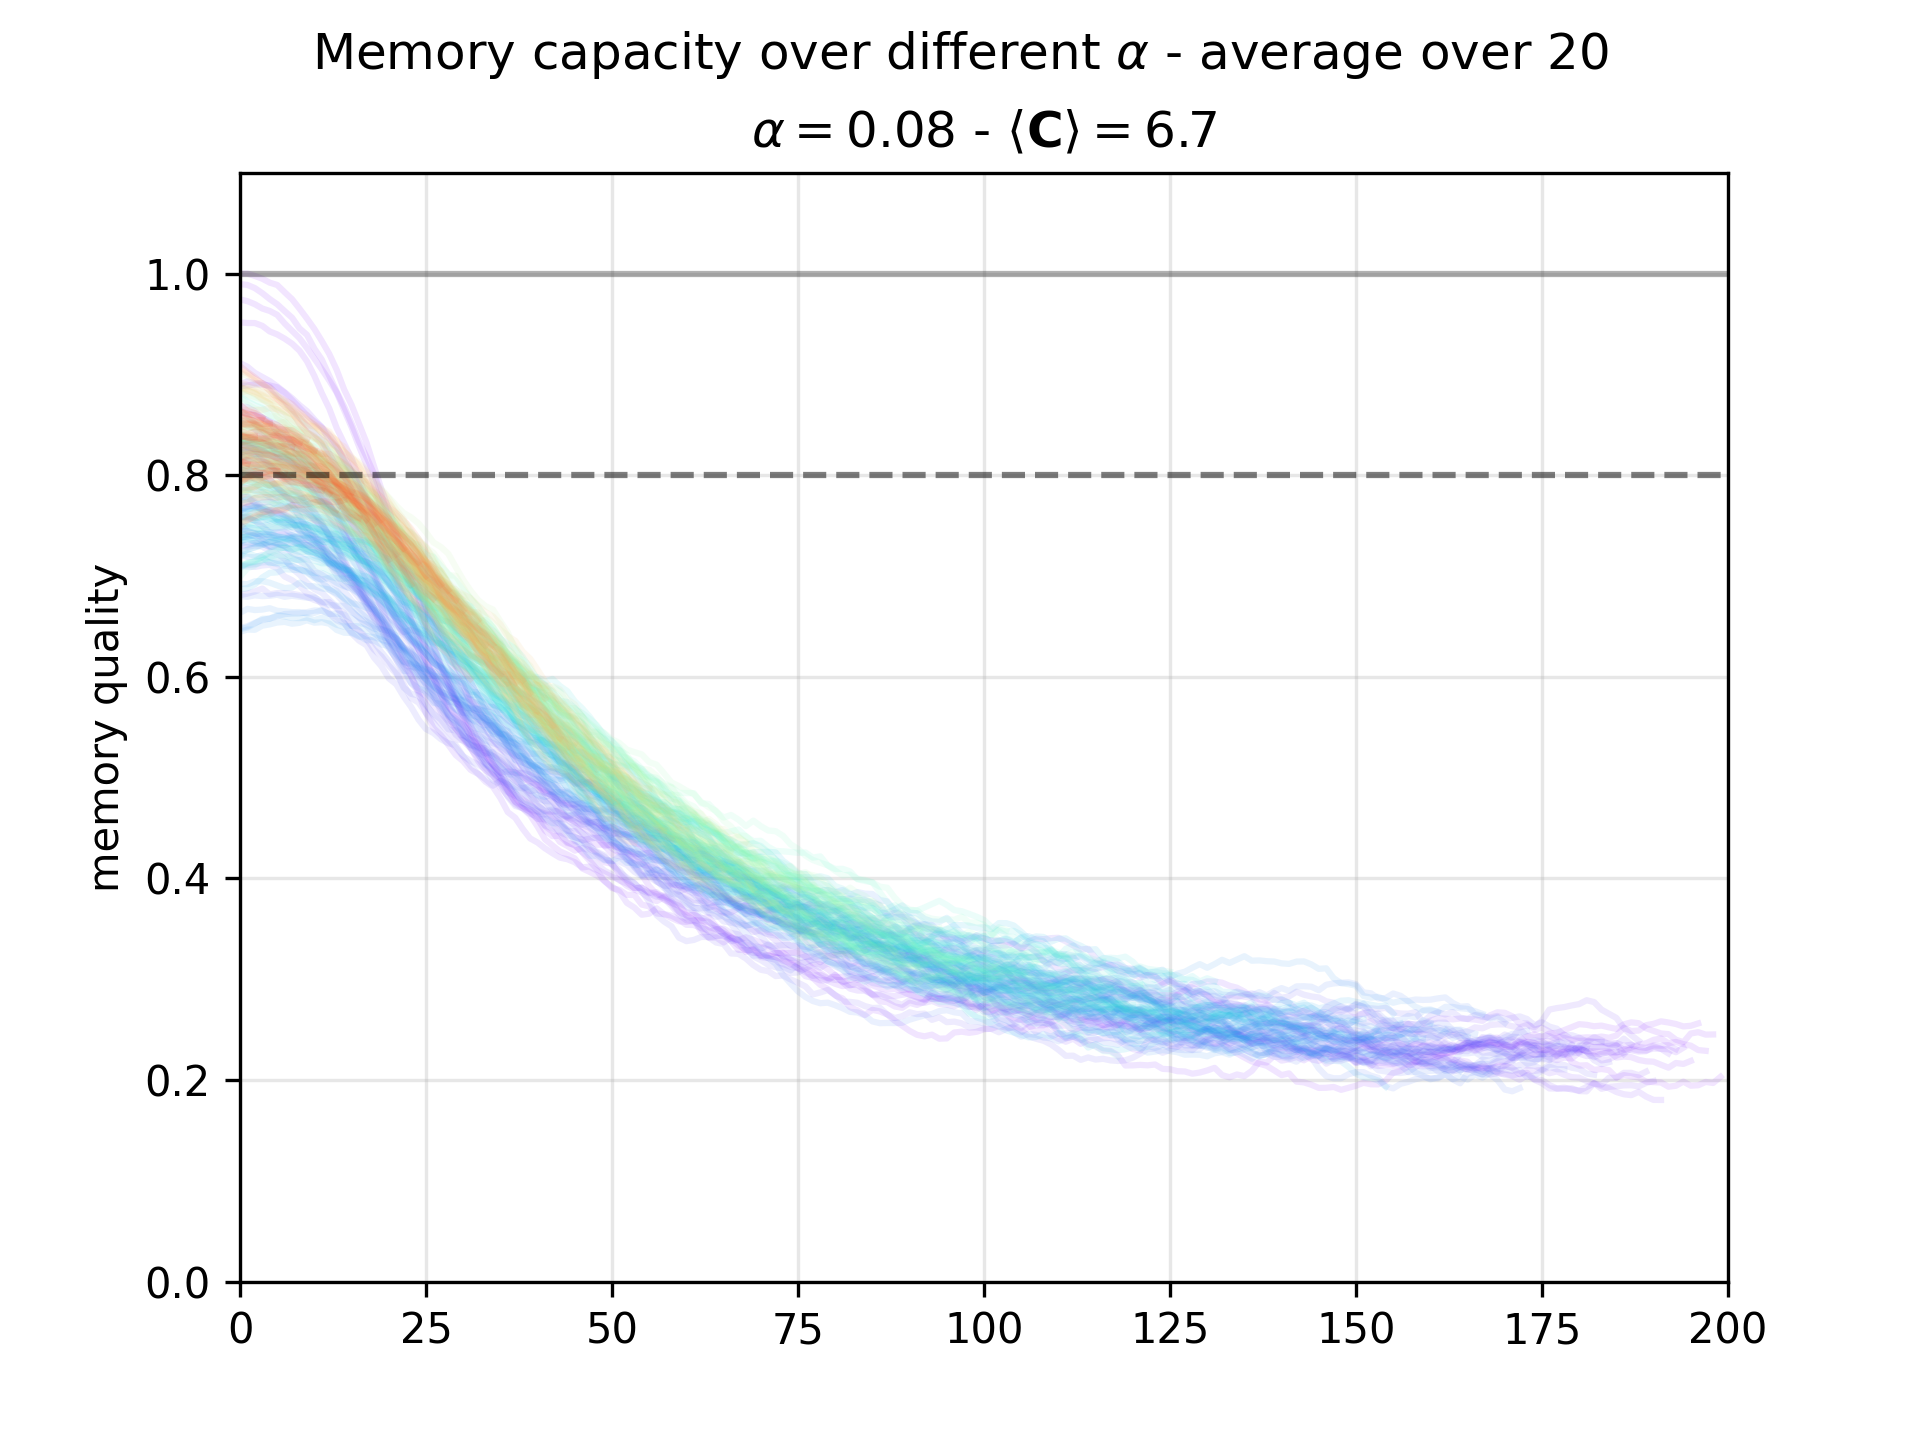 Memory capacity over different α - average over 20
α = 0.08 - ⟨C⟩ = 6.7
1.0
0.8
0.6
0.4
0.2
0.0
memory quality
0 25 50 75 100 125 150 175 200